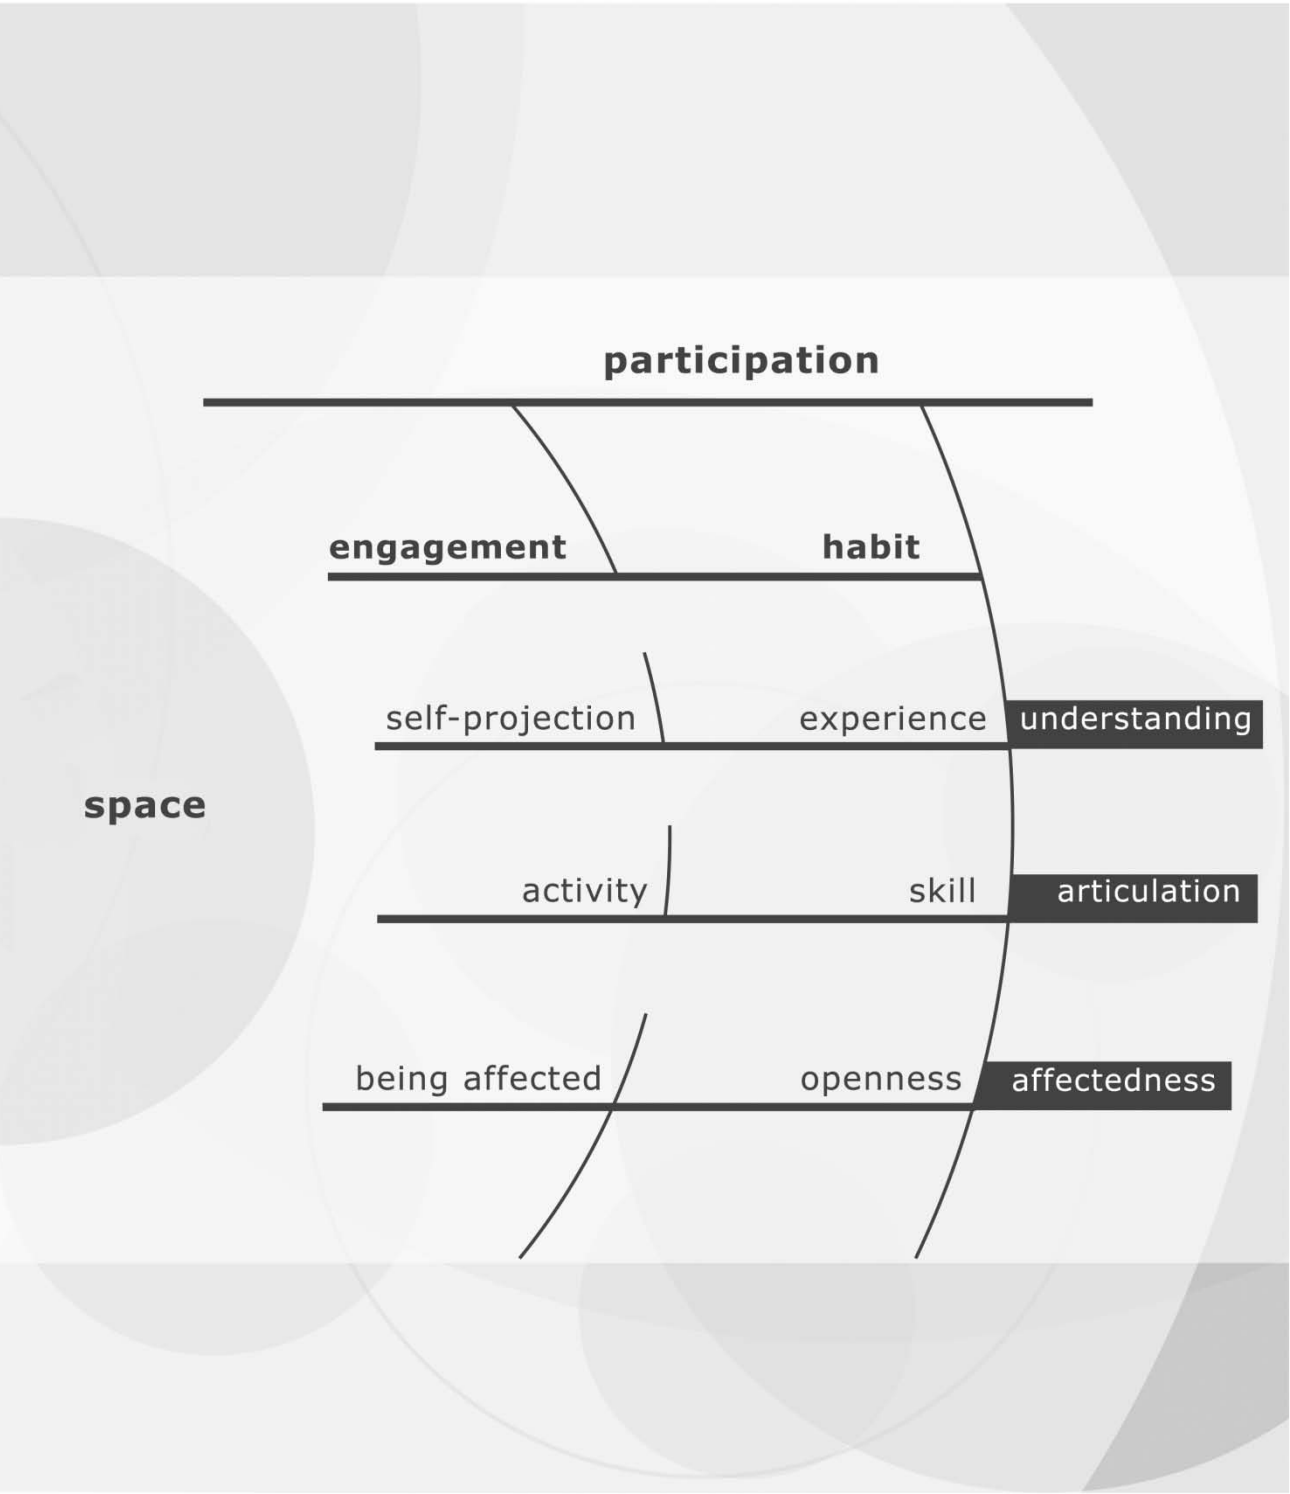 participation
engagement habit
self-projection experience understanding
space
activity skill articulation
being affected openness affectedness